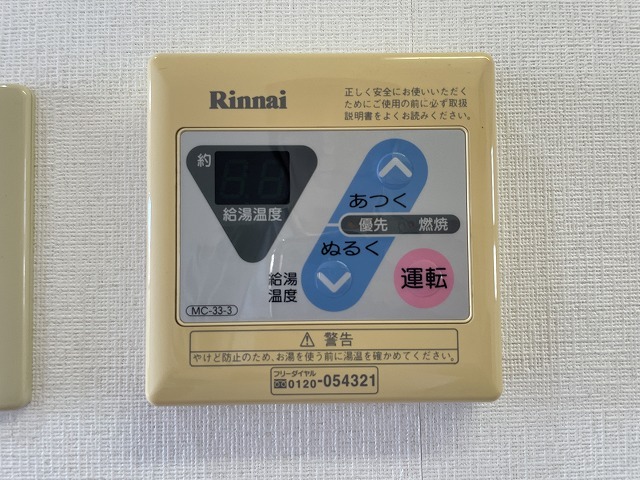 Rinnai
正しく安全にお使いいただく
ためにご使用の前に必ず取扱
説明書をよくお読みください。
約
給湯温度
あつく
優先 燃焼
ぬるく
給湯
温度
運転
MC-33-3
⚠ 警告
やけど防止のため、お湯を使う前に湯温を確かめてください。
フリーダイヤル
0120-054321